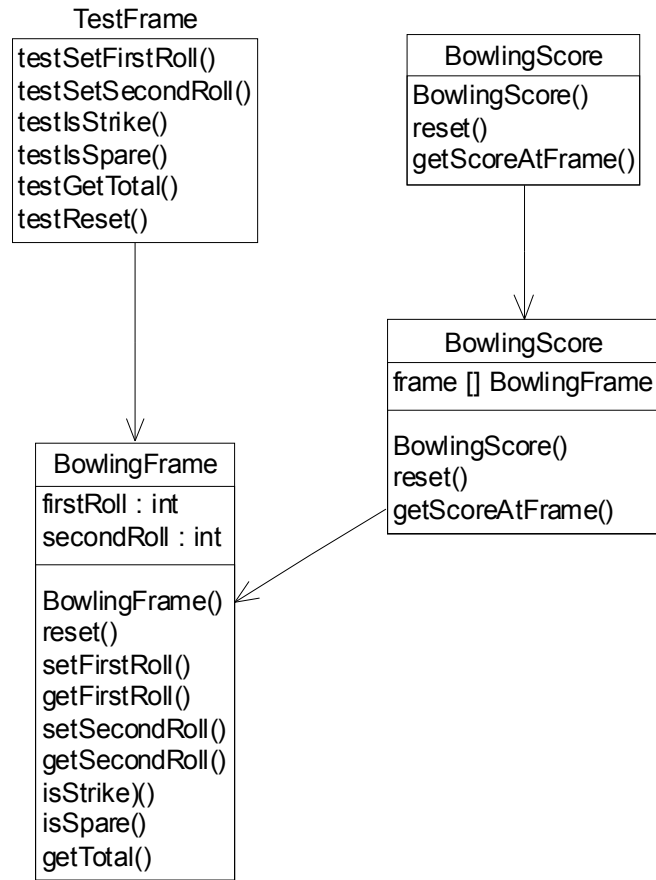 TestFrame
testSetFirstRoll()
testSetSecondRoll()
testIsStrike()
testIsSpare()
testGetTotal()
testReset()
BowlingScore
BowlingScore()
reset()
getScoreAtFrame()
BowlingScore
frame [] BowlingFrame
BowlingScore()
reset()
getScoreAtFrame()
BowlingFrame
firstRoll : int
secondRoll : int
BowlingFrame()
reset()
setFirstRoll()
getFirstRoll()
setSecondRoll()
getSecondRoll()
isStrike)()
isSpare()
getTotal()